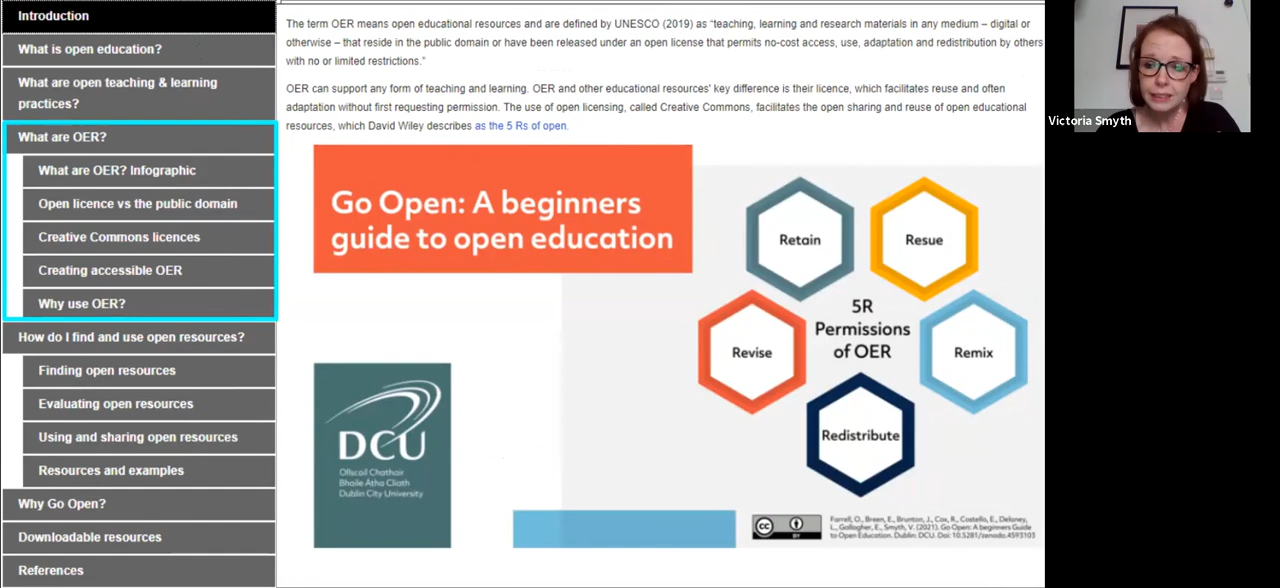 Introduction
What is open education?
What are open teaching & learning
practices?
What are OER?
What are OER? Infographic
Open licence vs the public domain
Creative Commons licences
Creating accessible OER
Why use OER?
How do I find and use open resources?
Finding open resources
Evaluating open resources
Using and sharing open resources
Resources and examples
Why Go Open?
Downloadable resources
References
The term OER means open educational resources and are defined by UNESCO (2019) as “teaching, learning and research materials in any medium – digital or
otherwise – that reside in the public domain or have been released under an open license that permits no-cost access, use, adaptation and redistribution by others
with no or limited restrictions.”
OER can support any form of teaching and learning. OER and other educational resources' key difference is their licence, which facilitates reuse and often
adaptation without first requesting permission. The use of open licensing, called Creative Commons, facilitates the open sharing and reuse of open educational
resources, which David Wiley describes as the 5 Rs of open.
Go Open: A beginners
guide to open education
Retain
Resue
Revise
5R
Permissions
of OER
Remix
Redistribute
DCU
Ollscoil Chathair
Bhaile Átha Cliath
Dublin City University
cc
BY
Farrell, O., Breen, E., Brunton, J., Cox, R., Costello, E., Delaney,
L., Gallagher, E., Smyth, V. (2021). Go Open: A beginners Guide
to Open Education. Dublin: DCU. Doi: 10.5281/zenodo.4593103
Victoria Smyth